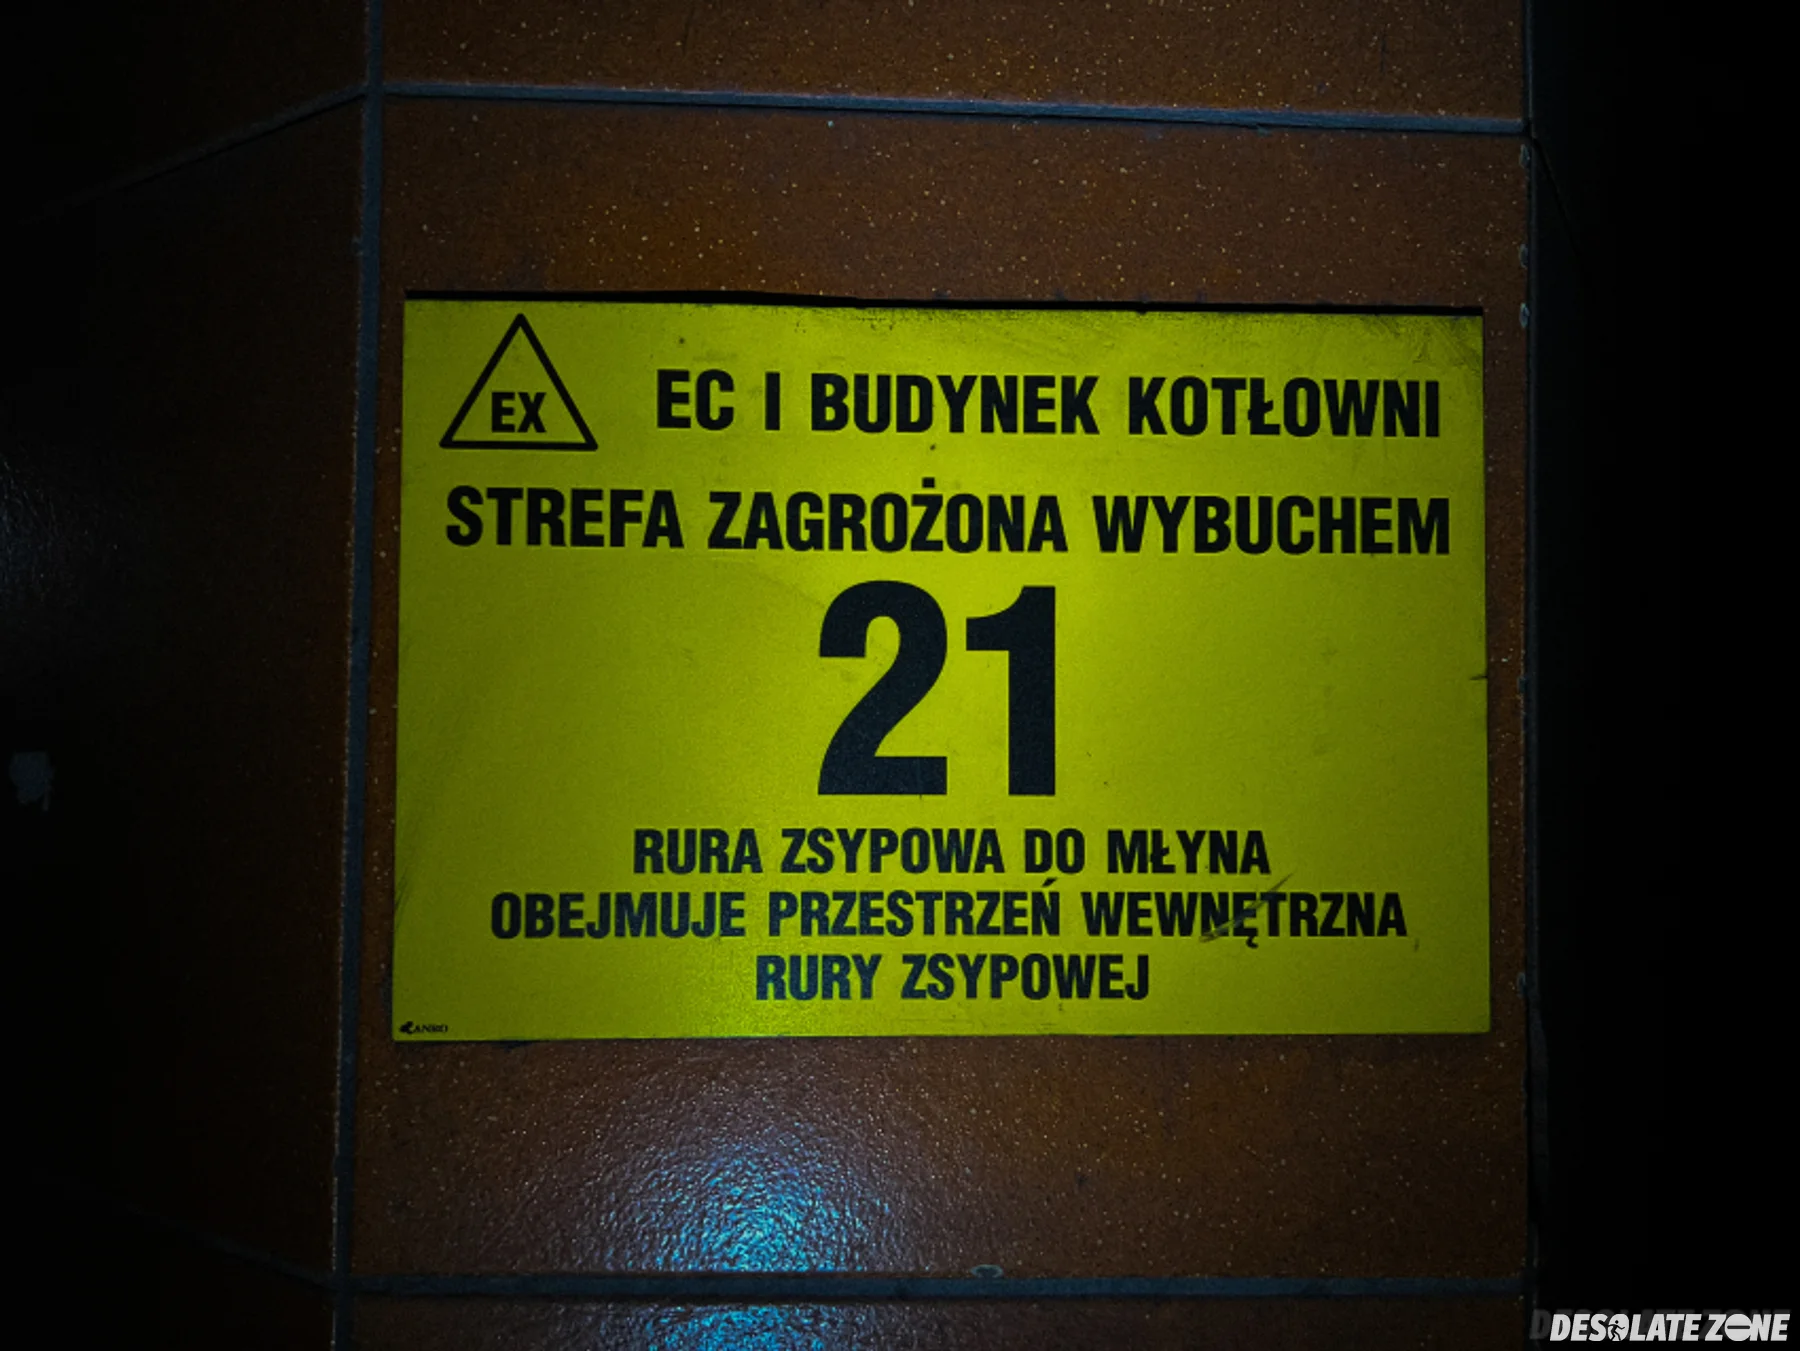 EX
EC I BUDYNEK KOTŁOWNI
STREFA ZAGROŻONA WYBUCHEM
21
RURA ZSYPOWA DO MŁYNA
OBEJMUJE PRZESTRZEŃ WEWNĘTRZNA
RURY ZSYPOWEJ
ANRO
DESOLATE ZONE